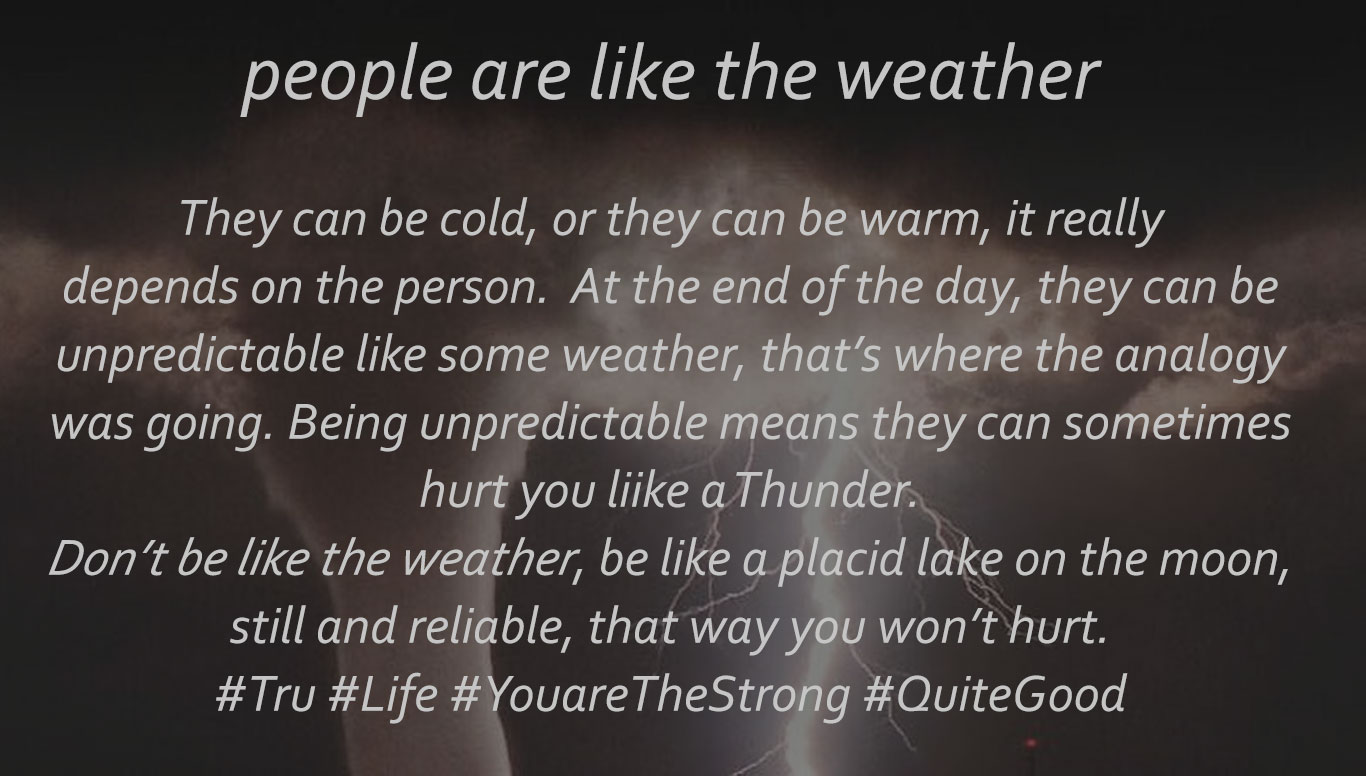 people are like the weather
They can be cold, or they can be warm, it really
depends on the person.  At the end of the day, they can be
unpredictable like some weather, that’s where the analogy
was going. Being unpredictable means they can sometimes
hurt you liike a Thunder.
Don’t be like the weather, be like a placid lake on the moon,
still and reliable, that way you won’t hurt.
#Tru #Life #YouareTheStrong #QuiteGood